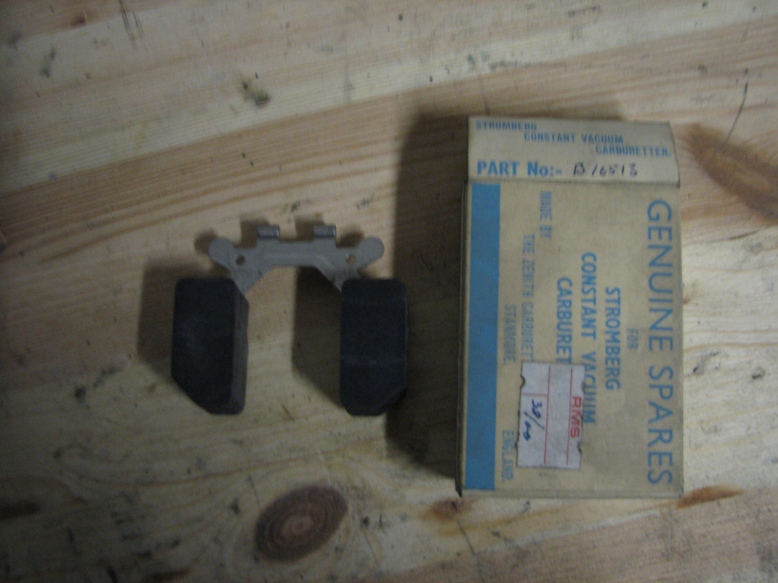 STROMBERG
CONSTANT VACUUM
CARBURETTER.
PART No:- B 16513
GENUINE SPARES
FOR
STROMBERG
CONSTANT VACUUM
CARBURET
MADE BY
THE ZENITH CARBURET
STANMORE,
ENGLAND
RMS